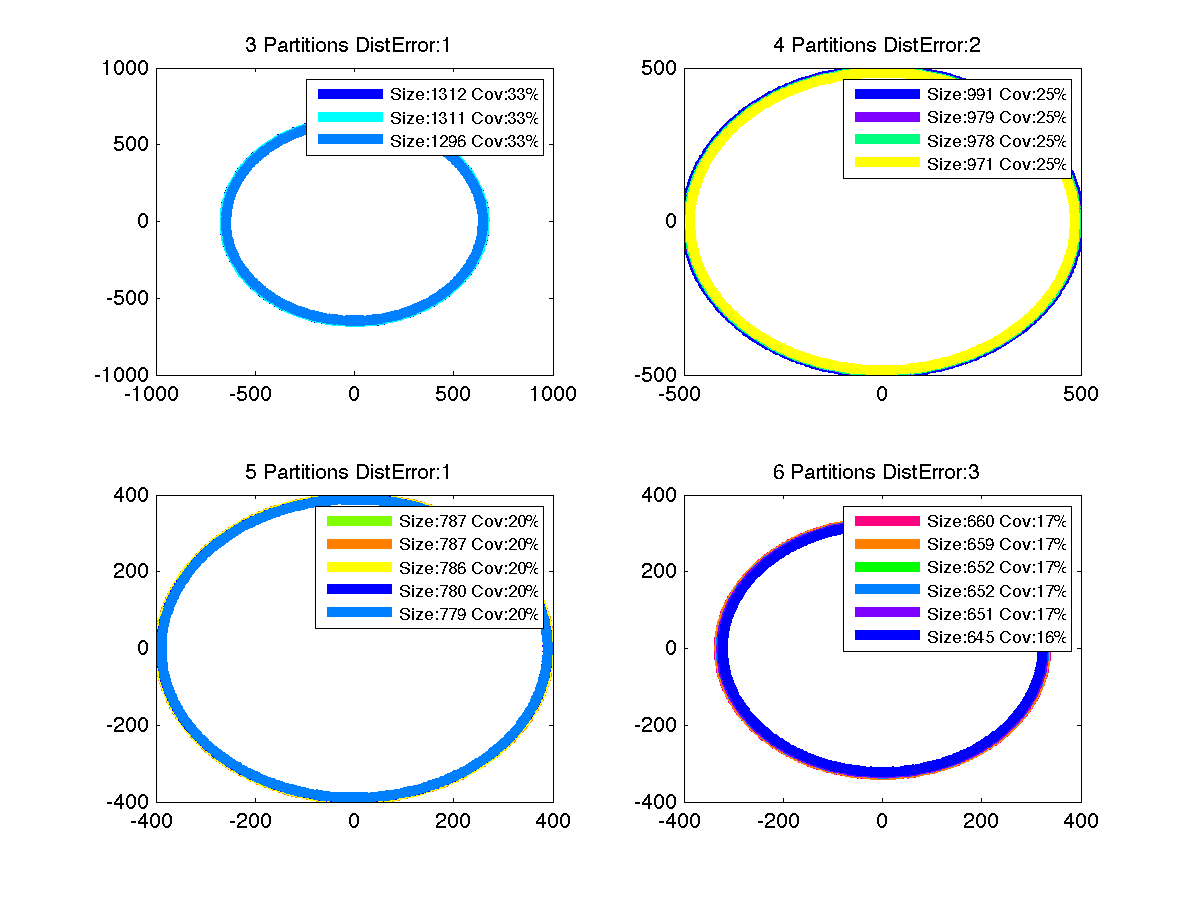 3 Partitions DistError:1
1000
500
0
-500
-1000
-1000 -500 0 500 1000
Size:1312 Cov:33%
Size:1311 Cov:33%
Size:1296 Cov:33%
4 Partitions DistError:2
500
0
-500
-500 0 500
Size:991 Cov:25%
Size:979 Cov:25%
Size:978 Cov:25%
Size:971 Cov:25%
5 Partitions DistError:1
400
200
0
-200
-400
-400 -200 0 200 400
Size:787 Cov:20%
Size:787 Cov:20%
Size:786 Cov:20%
Size:780 Cov:20%
Size:779 Cov:20%
6 Partitions DistError:3
400
200
0
-200
-400
-400 -200 0 200 400
Size:660 Cov:17%
Size:659 Cov:17%
Size:652 Cov:17%
Size:652 Cov:17%
Size:651 Cov:17%
Size:645 Cov:16%